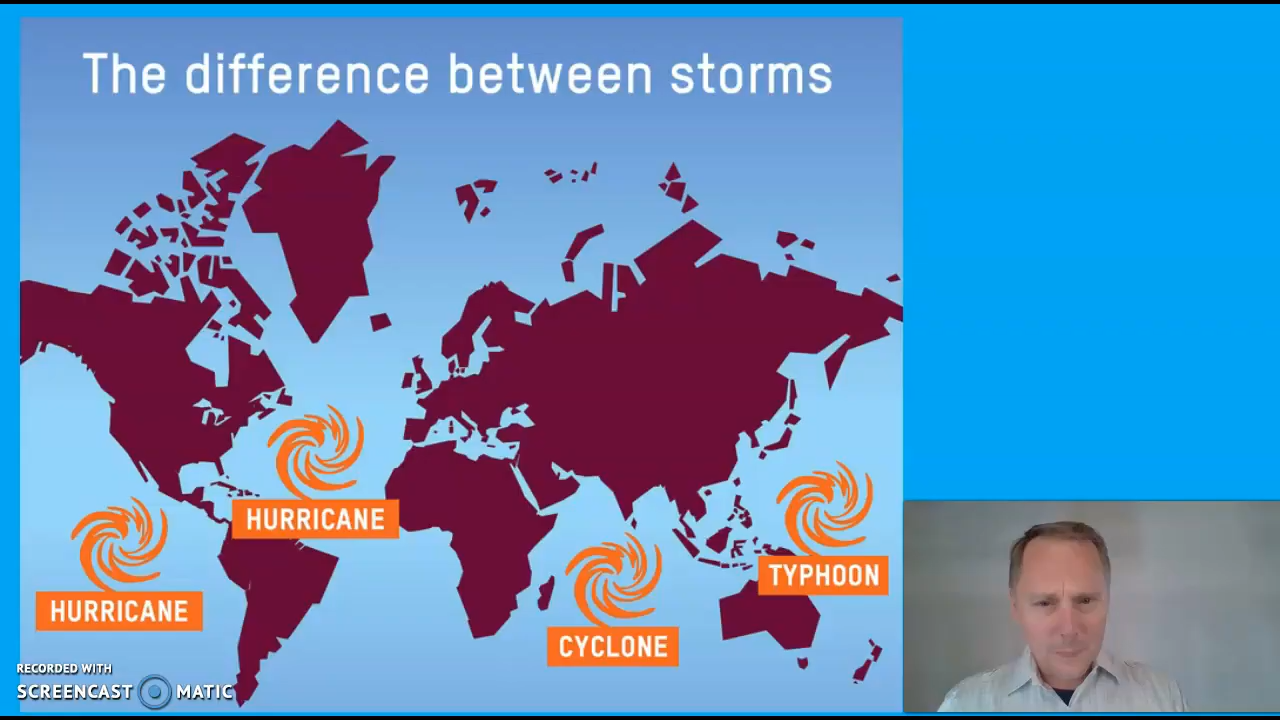 The difference between storms
HURRICANE
TYPHOON
HURRICANE
CYCLONE
RECORDED WITH
SCREENCAST MATIC